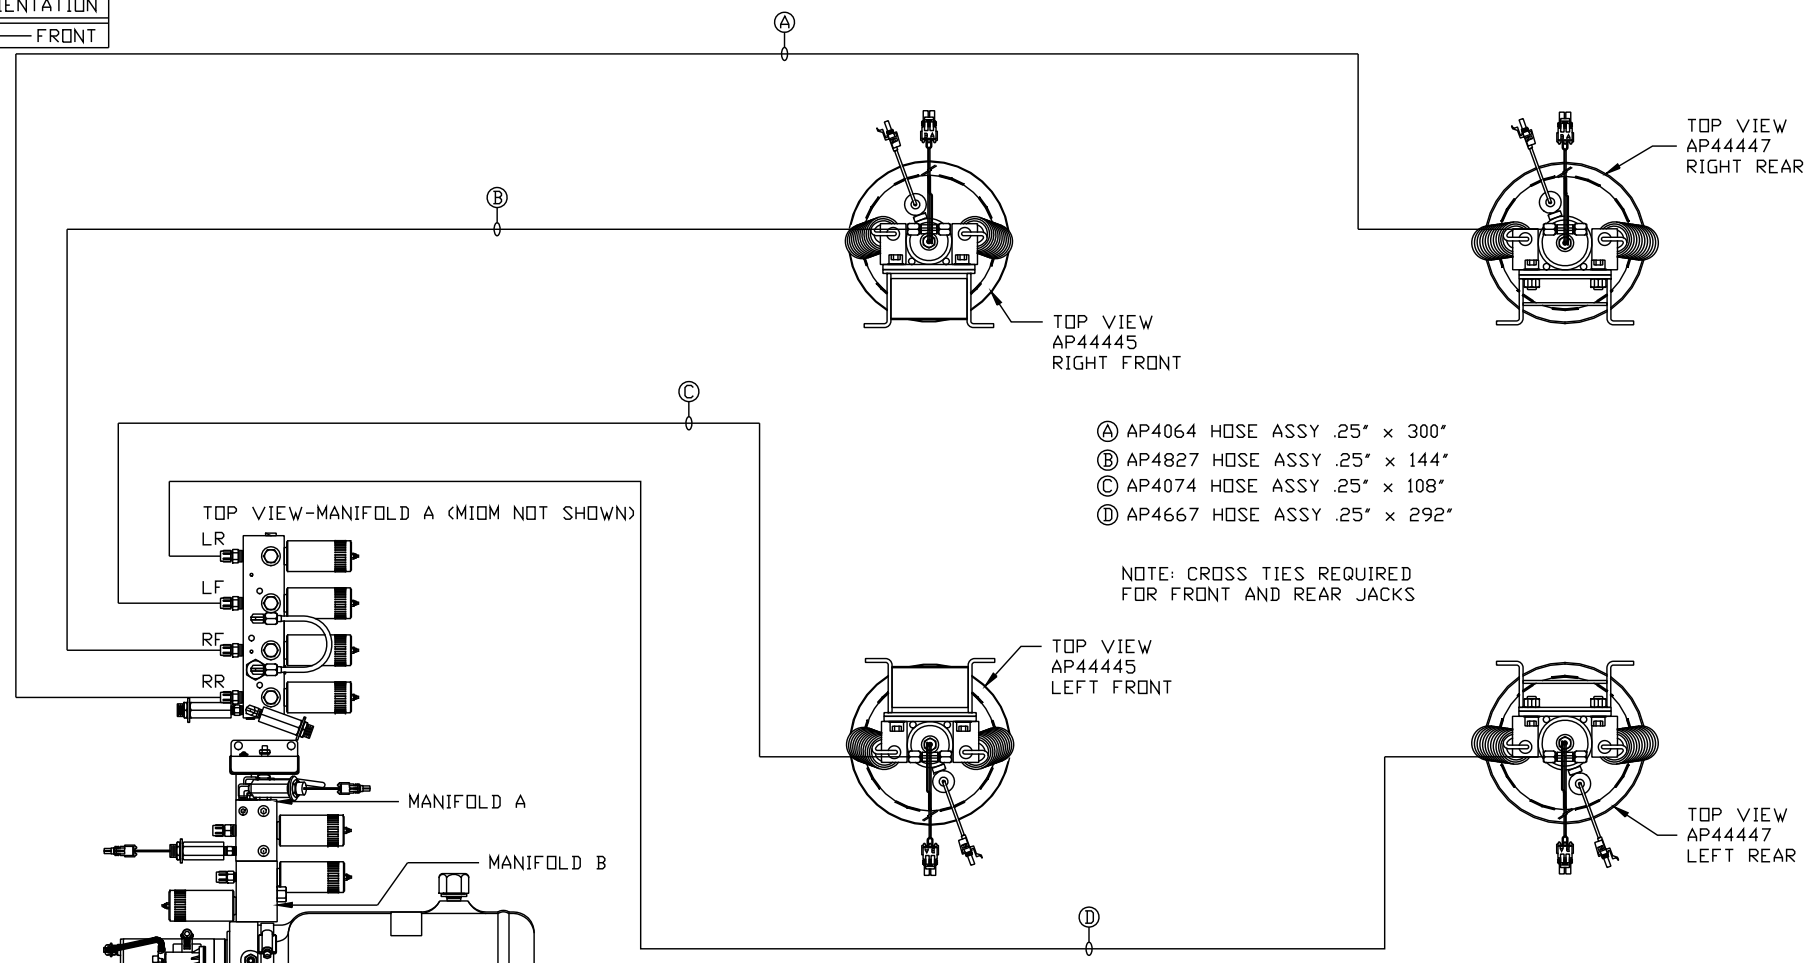 FRONT
A
TOP VIEW
AP44447
RIGHT REAR
B
TOP VIEW
AP44445
RIGHT FRONT
C
A AP4064 HOSE ASSY .25" x 300"
B AP4827 HOSE ASSY .25" x 144"
C AP4074 HOSE ASSY .25" x 108"
D AP4667 HOSE ASSY .25" x 292"
TOP VIEW-MANIFOLD A (MIOM NOT SHOWN)
LR
LF
RF
RR
NOTE: CROSS TIES REQUIRED
FOR FRONT AND REAR JACKS
TOP VIEW
AP44445
LEFT FRONT
MANIFOLD A
MANIFOLD B
TOP VIEW
AP44447
LEFT REAR
D